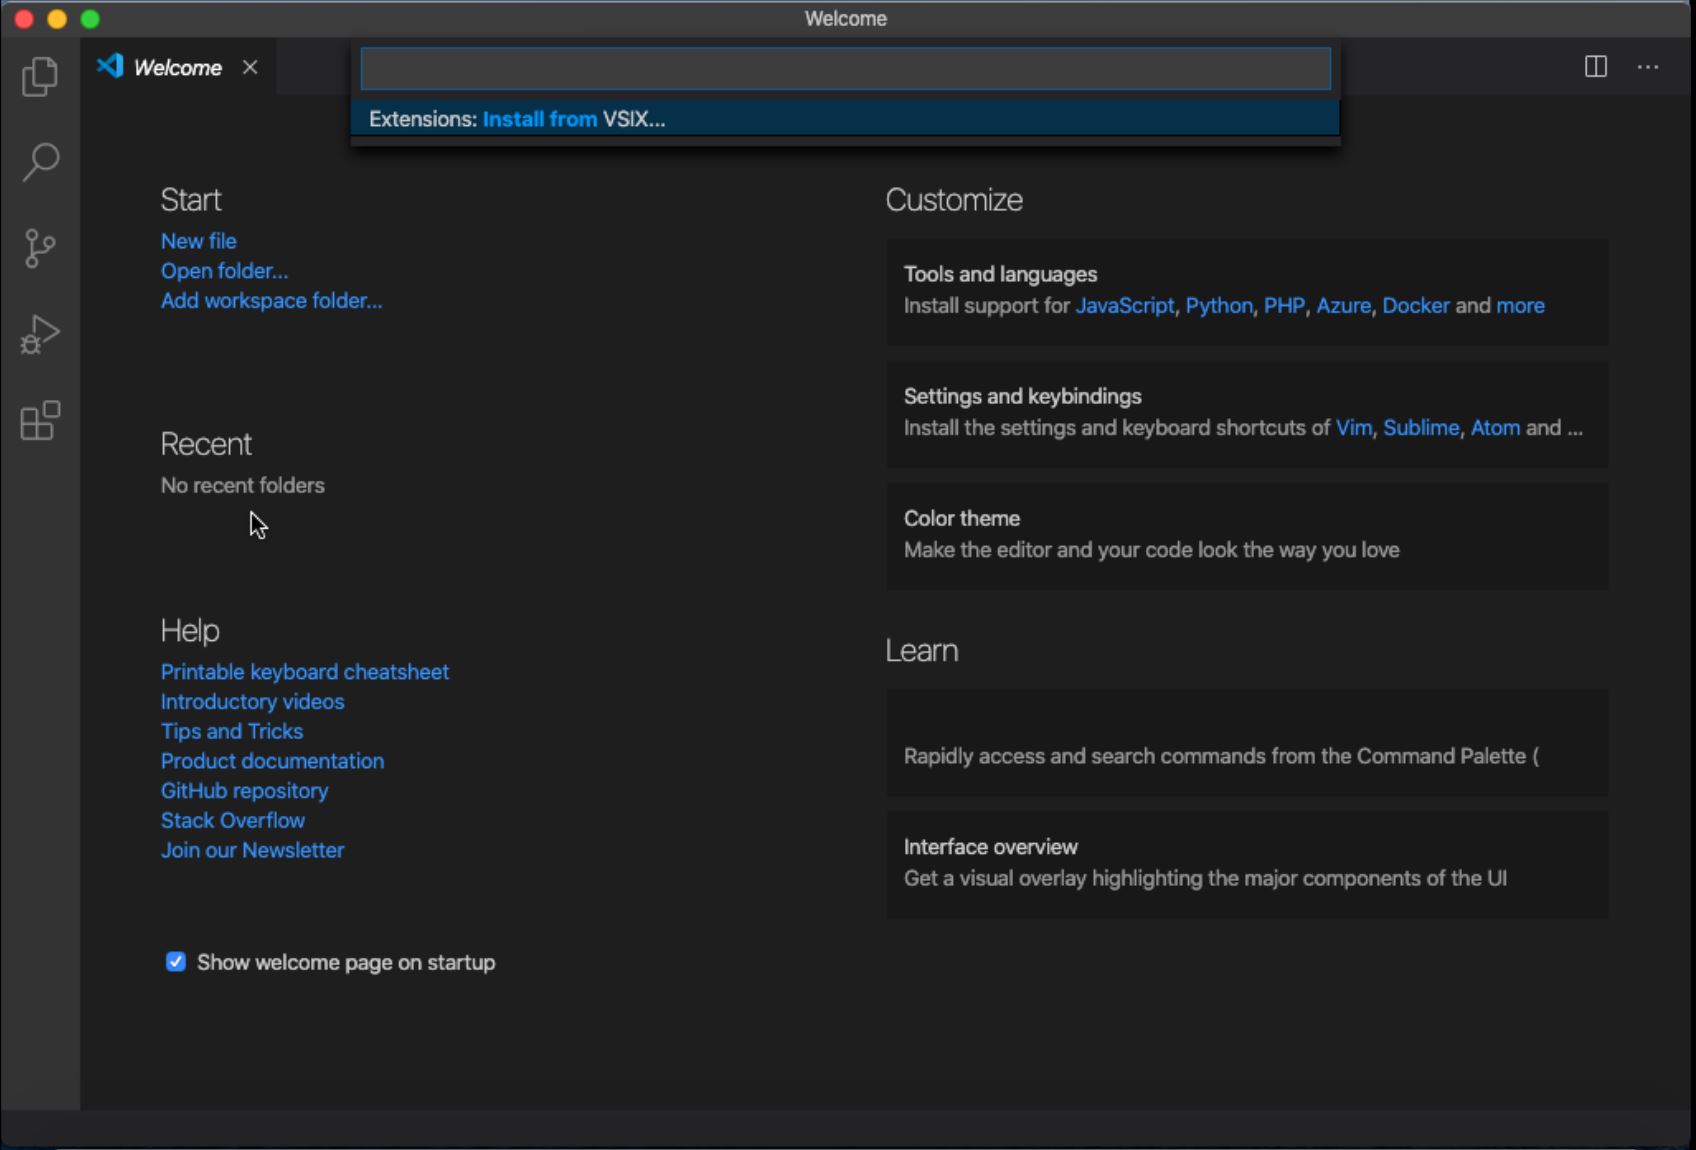 Welcome
Welcome
Extensions: Install from VSIX...
Start
New file
Open folder...
Add workspace folder...
Recent
No recent folders
Help
Printable keyboard cheatsheet
Introductory videos
Tips and Tricks
Product documentation
GitHub repository
Stack Overflow
Join our Newsletter
Show welcome page on startup
Customize
Tools and languages
Install support for JavaScript, Python, PHP, Azure, Docker and more
Settings and keybindings
Install the settings and keyboard shortcuts of Vim, Sublime, Atom and ...
Color theme
Make the editor and your code look the way you love
Learn
Rapidly access and search commands from the Command Palette (
Interface overview
Get a visual overlay highlighting the major components of the UI